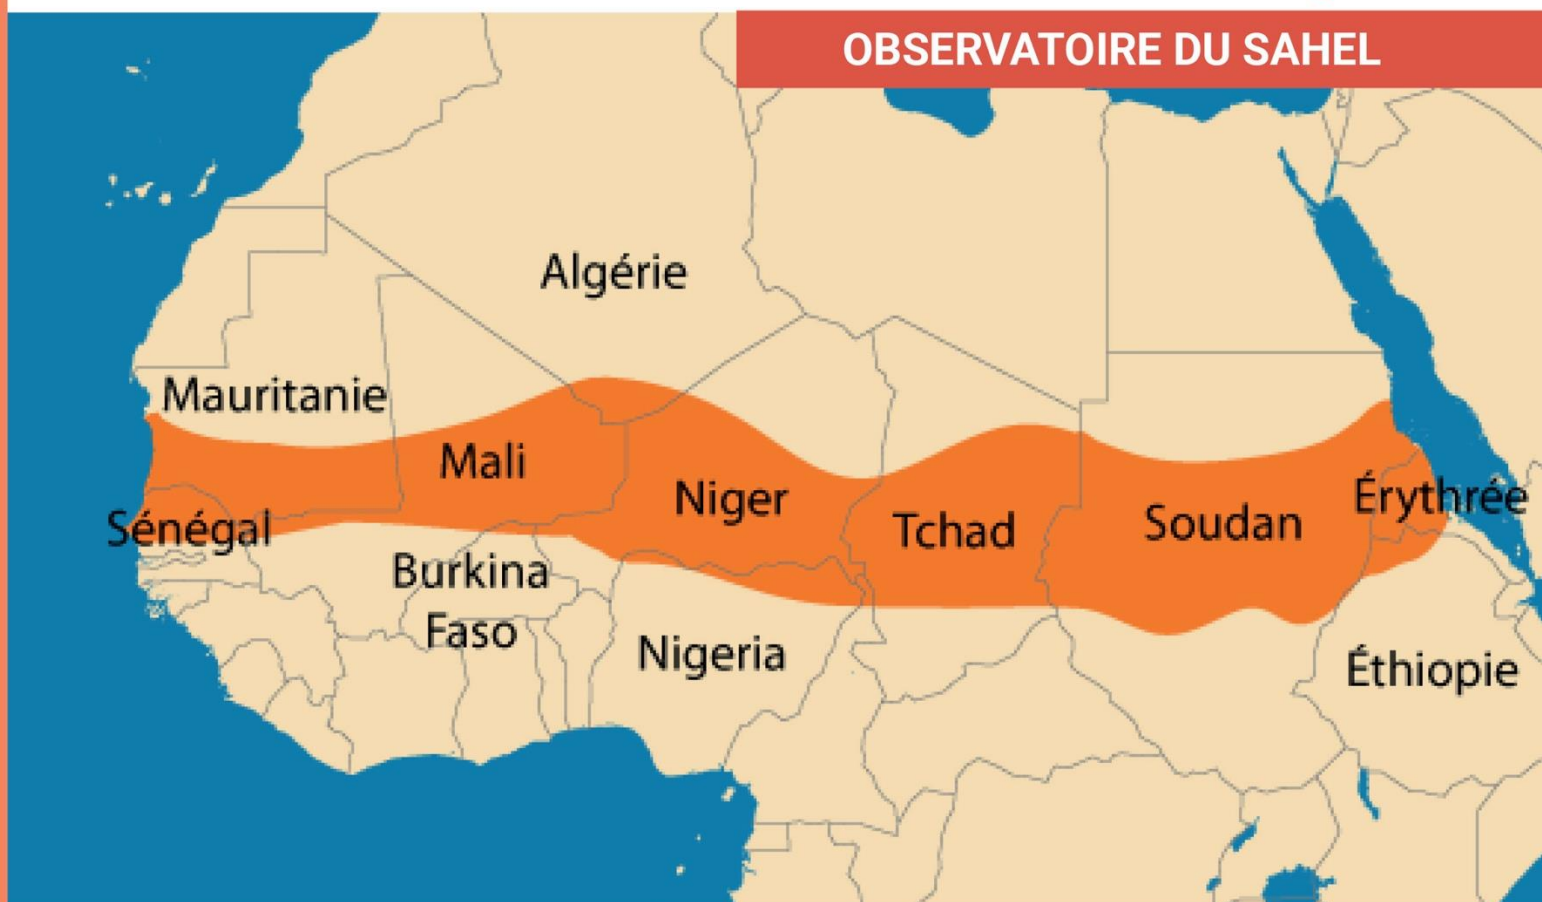 OBSERVATOIRE DU SAHEL
Algérie
Mauritanie
Mali
Niger
Tchad
Soudan
Érythrée
Sénégal
Burkina
Faso
Nigeria
Éthiopie